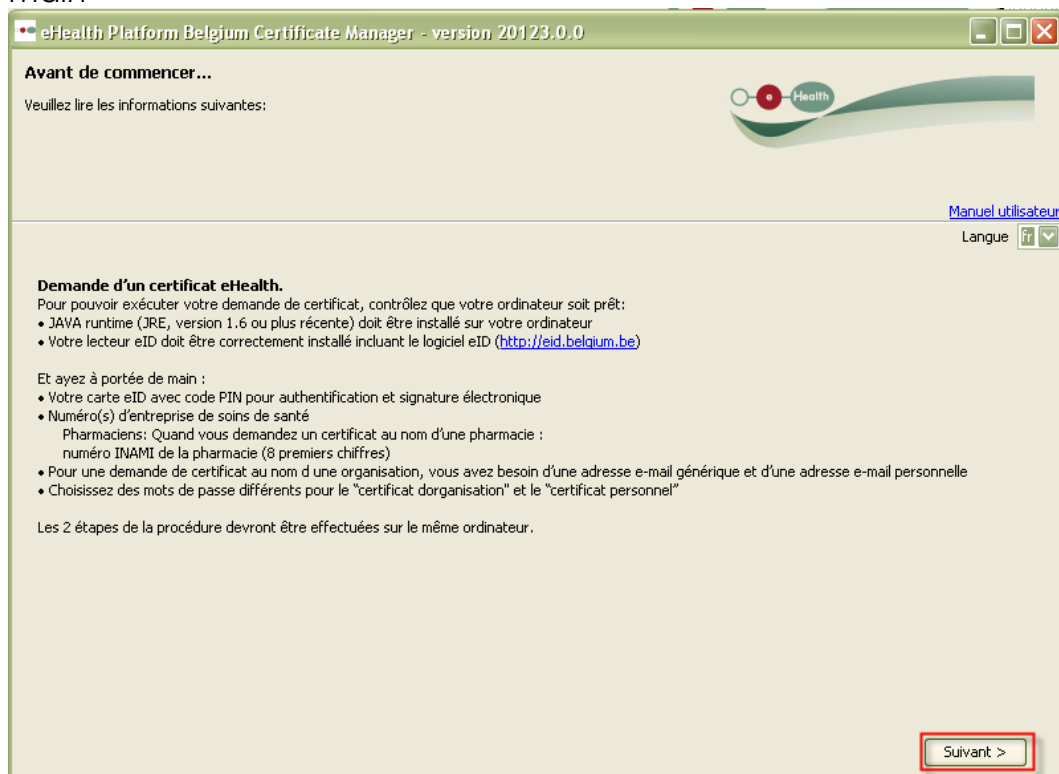 main
eHealth Platform Belgium Certificate Manager - version 20123.0.0
Avant de commencer...
Veuillez lire les informations suivantes:
e Health
Manuel utilisateur
Langue fr
Demande d'un certificat eHealth.
Pour pouvoir exécuter votre demande de certificat, contrôlez que votre ordinateur soit prêt:
• JAVA runtime (JRE, version 1.6 ou plus récente) doit être installé sur votre ordinateur
• Votre lecteur eID doit être correctement installé incluant le logiciel eID (http://eid.belgium.be)
Et ayez à portée de main :
• Votre carte eID avec code PIN pour authentification et signature électronique
• Numéro(s) d'entreprise de soins de santé
Pharmaciens: Quand vous demandez un certificat au nom d'une pharmacie :
numéro INAMI de la pharmacie (8 premiers chiffres)
• Pour une demande de certificat au nom d une organisation, vous avez besoin d'une adresse e-mail générique et d'une adresse e-mail personnelle
• Choisissez des mots de passe différents pour le "certificat dorganisation" et le "certificat personnel"
Les 2 étapes de la procédure devront être effectuées sur le même ordinateur.
Suivant >